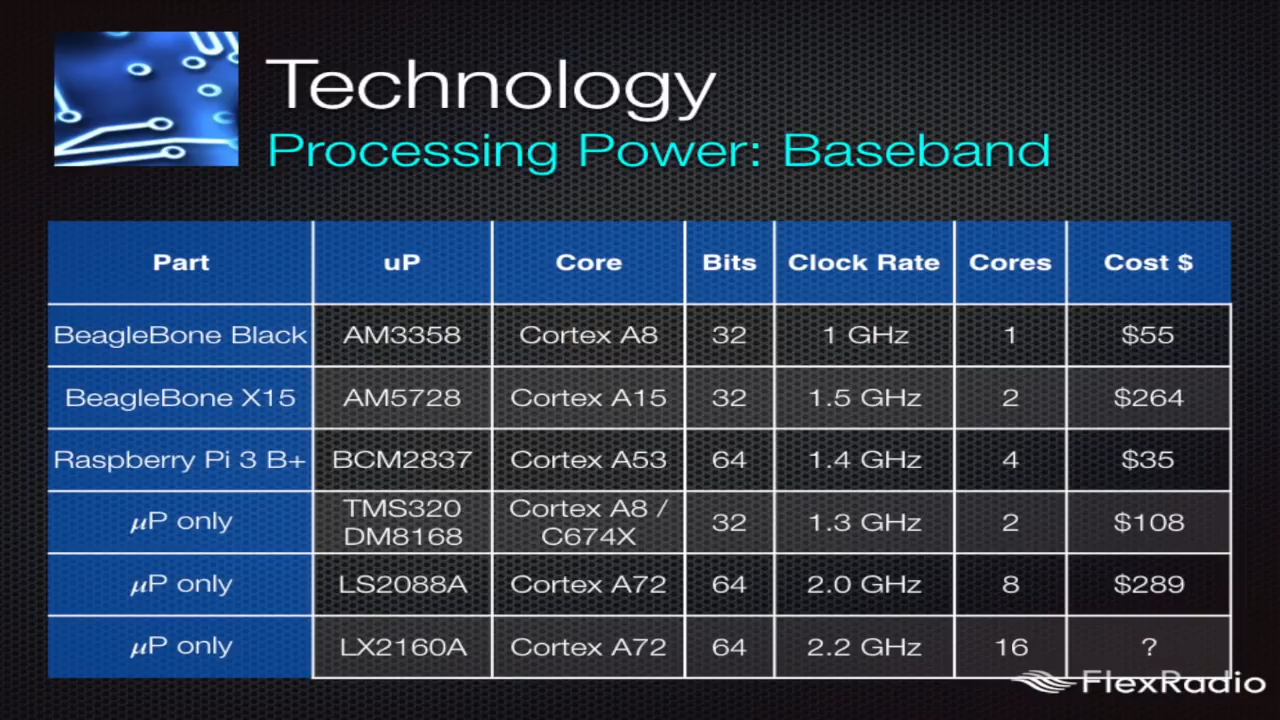 Technology
Processing Power: Baseband
Part uP Core Bits Clock Rate Cores Cost $
BeagleBone Black AM3358 Cortex A8 32 1 GHz 1 $55
BeagleBone X15 AM5728 Cortex A15 32 1.5 GHz 2 $264
Raspberry Pi 3 B+ BCM2837 Cortex A53 64 1.4 GHz 4 $35
μP only TMS320 DM8168 Cortex A8 / C674X 32 1.3 GHz 2 $108
μP only LS2088A Cortex A72 64 2.0 GHz 8 $289
μP only LX2160A Cortex A72 64 2.2 GHz 16 ?
FlexRadio